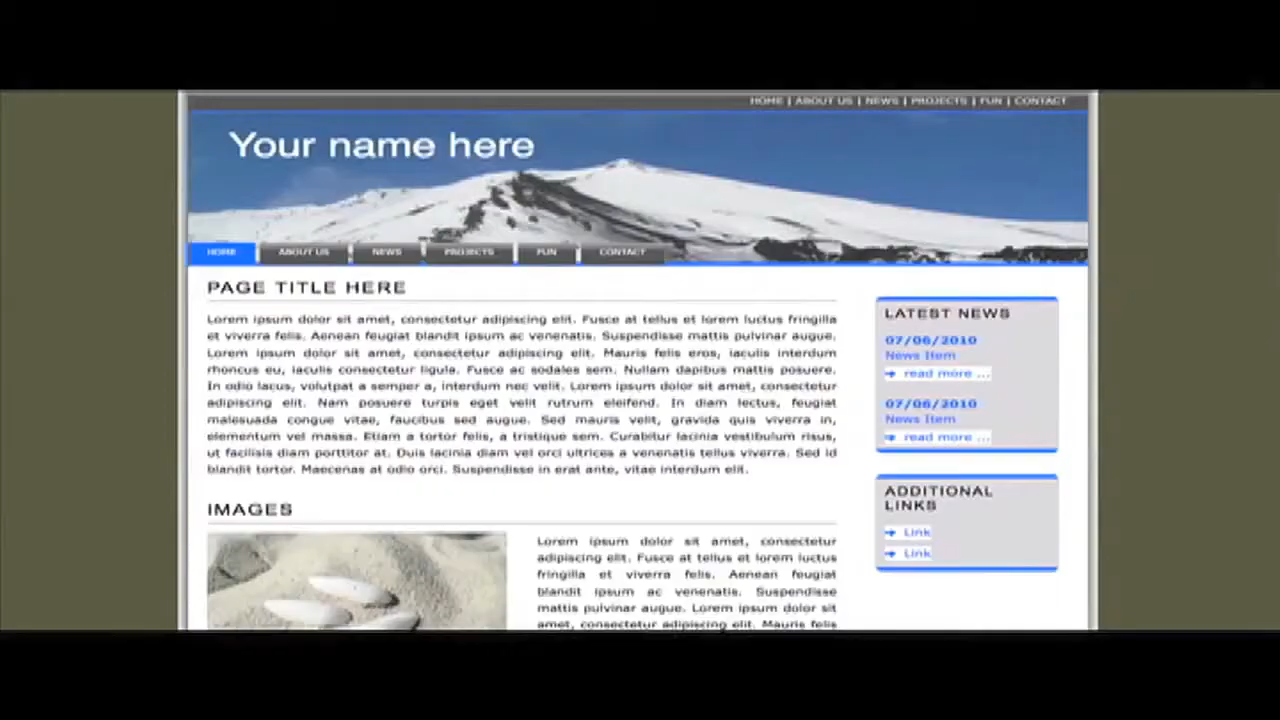 HOME | ABOUT US | NEWS | PROJECTS | FUN | CONTACT
Your name here
HOME ABOUT US NEWS PROJECTS FUN CONTACT
PAGE TITLE HERE
Lorem ipsum dolor sit amet, consectetur adipiscing elit. Fusce at tellus et lorem luctus fringilla
et viverra felis. Aenean feugiat blandit ipsum ac venenatis. Suspendisse mattis pulvinar augue.
Lorem ipsum dolor sit amet, consectetur adipiscing elit. Mauris felis eros, iaculis interdum
rhoncus eu, iaculis consectetur ligula. Fusce ac sodales sem. Nullam dapibus mattis posuere.
In odio lacus, volutpat a semper a, interdum nec velit. Lorem ipsum dolor sit amet, consectetur
adipiscing elit. Nam posuere turpis eget velit rutrum eleifend. In diam lectus, feugiat
malesuada congue vitae, faucibus sed augue. Sed mauris velit, gravida quis viverra in,
elementum vel massa. Etiam a tortor felis, a tristique sem. Curabitur lacinia vestibulum risus,
ut facilisis diam porttitor at. Duis lacinia diam vel orci ultrices a venenatis tellus viverra. Sed id
blandit tortor. Maecenas at odio orci. Suspendisse in erat ante, vitae interdum elit.
IMAGES
Lorem ipsum dolor sit amet, consectetur
adipiscing elit. Fusce at tellus et lorem luctus
fringilla et viverra felis. Aenean feugiat
blandit ipsum ac venenatis. Suspendisse
mattis pulvinar augue. Lorem ipsum dolor sit
amet, consectetur adipiscing elit. Mauris felis
LATEST NEWS
07/06/2010
News Item
read more ...
07/06/2010
News Item
read more ...
ADDITIONAL
LINKS
Link
Link